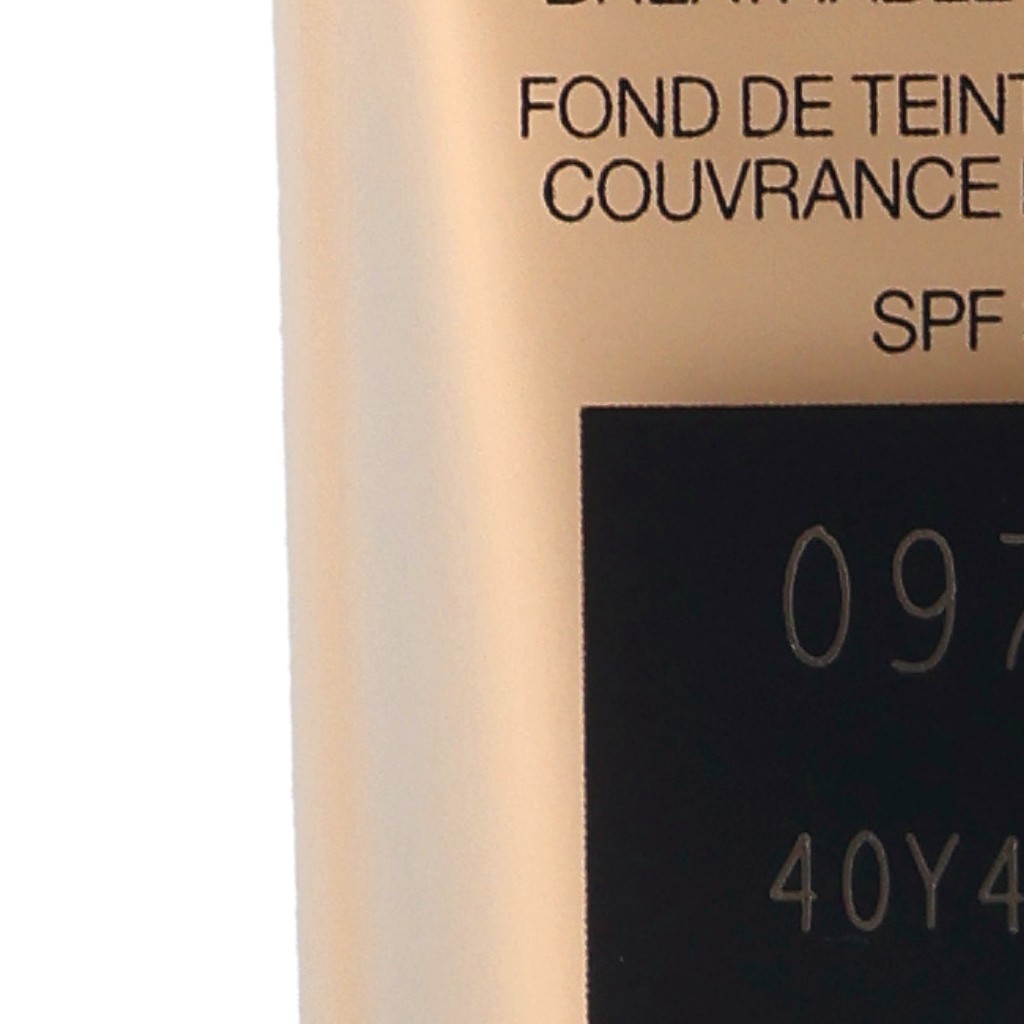 FOND DE TEINT
COUVRANCE
SPF
097
40Y4